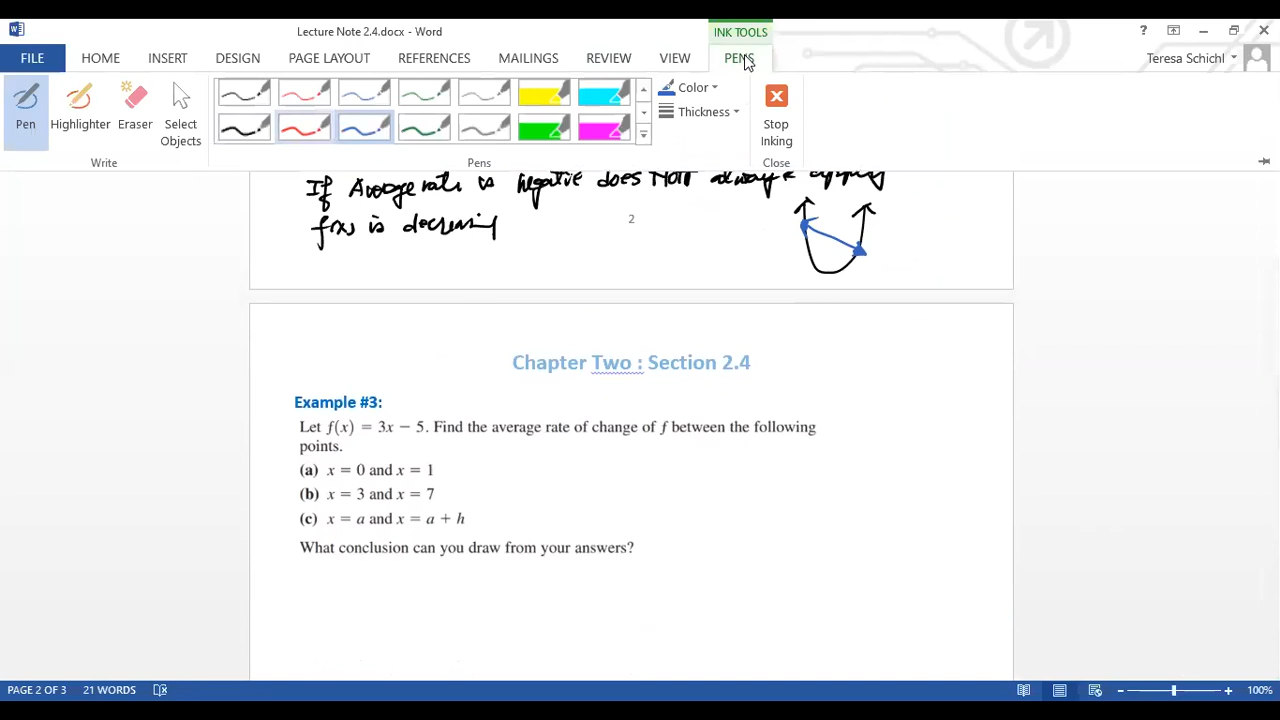 Lecture Note 2.4.docx - Word
INK TOOLS
?
FILE HOME INSERT DESIGN PAGE LAYOUT REFERENCES MAILINGS REVIEW VIEW PENS Teresa Schichl
Color
Thickness
Pen Highlighter Eraser Select Objects
Stop Inking
Write Pens Close
If Average rate is negative does NOT always
f(x) is decreasing
2
Chapter Two : Section 2.4
Example #3:
Let f(x) = 3x − 5. Find the average rate of change of f between the following
points.
(a) x = 0 and x = 1
(b) x = 3 and x = 7
(c) x = a and x = a + h
What conclusion can you draw from your answers?
PAGE 2 OF 3 21 WORDS 100%